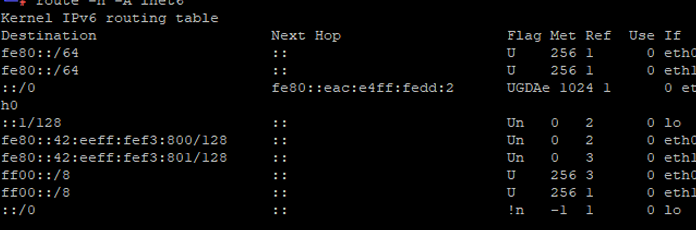 route -n -A inet6
Kernel IPv6 routing table
Destination Next Hop Flag Met Ref Use If
fe80::/64 :: U 256 1 0 eth0
fe80::/64 :: U 256 1 0 eth1
::/0 fe80::eac:e4ff:fedd:2 UGDAe 1024 1 0 et
h0
::1/128 :: Un 0 2 0 lo
fe80::42:eeff:fef3:800/128 :: Un 0 2 0 eth0
fe80::42:eeff:fef3:801/128 :: Un 0 3 0 eth1
ff00::/8 :: U 256 3 0 eth0
ff00::/8 :: U 256 1 0 eth1
::/0 :: !n -1 1 0 lo